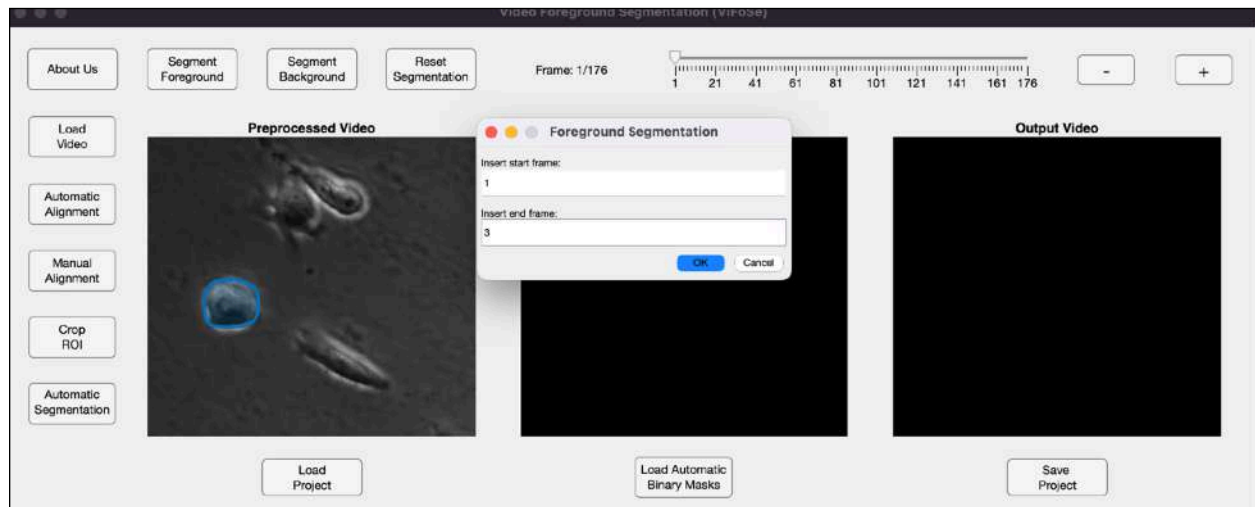 Video Foreground Segmentation (ViFoSe)
About Us
Segment
Foreground
Segment
Background
Reset
Segmentation
Frame: 1/176
1 21 41 61 81 101 121 141 161 176
-
+
Load
Video
Automatic
Alignment
Manual
Alignment
Crop
ROI
Automatic
Segmentation
Preprocessed Video
Foreground Segmentation
Insert start frame:
1
Insert end frame:
3
OK
Cancel
Output Video
Load
Project
Load Automatic
Binary Masks
Save
Project